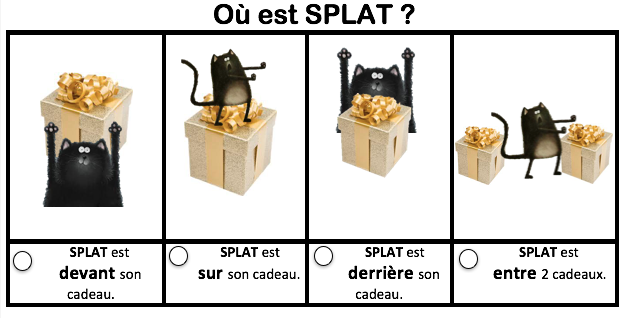 Où est SPLAT ?
SPLAT est
devant son
cadeau.
SPLAT est
sur son cadeau.
SPLAT est
derrière son
cadeau.
SPLAT est
entre 2 cadeaux.